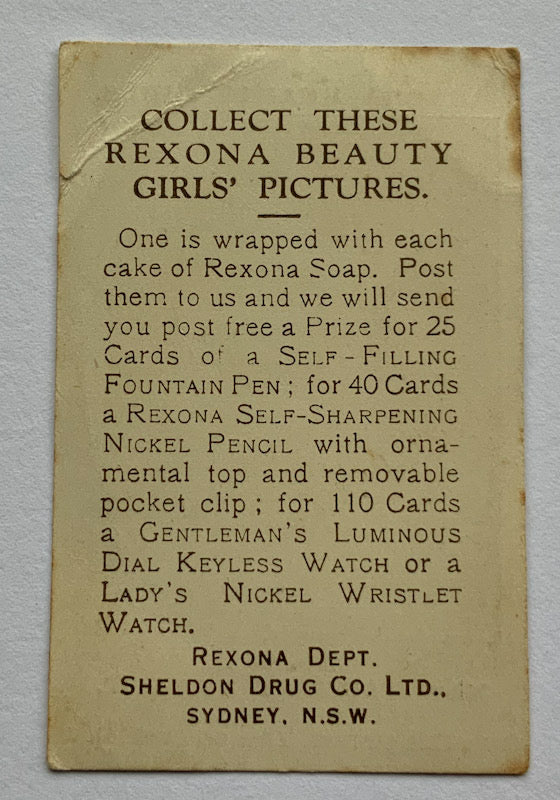 COLLECT THESE
REXONA BEAUTY
GIRLS' PICTURES.
One is wrapped with each
cake of Rexona Soap. Post
them to us and we will send
you post free a Prize for 25
Cards of a SELF-FILLING
FOUNTAIN PEN; for 40 Cards
a REXONA SELF-SHARPENING
NICKEL PENCIL with orna-
mental top and removable
pocket clip; for 110 Cards
a GENTLEMAN'S LUMINOUS
DIAL KEYLESS WATCH or a
LADY'S NICKEL WRISTLET
WATCH.
REXONA DEPT.
SHELDON DRUG CO. LTD.,
SYDNEY, N.S.W.